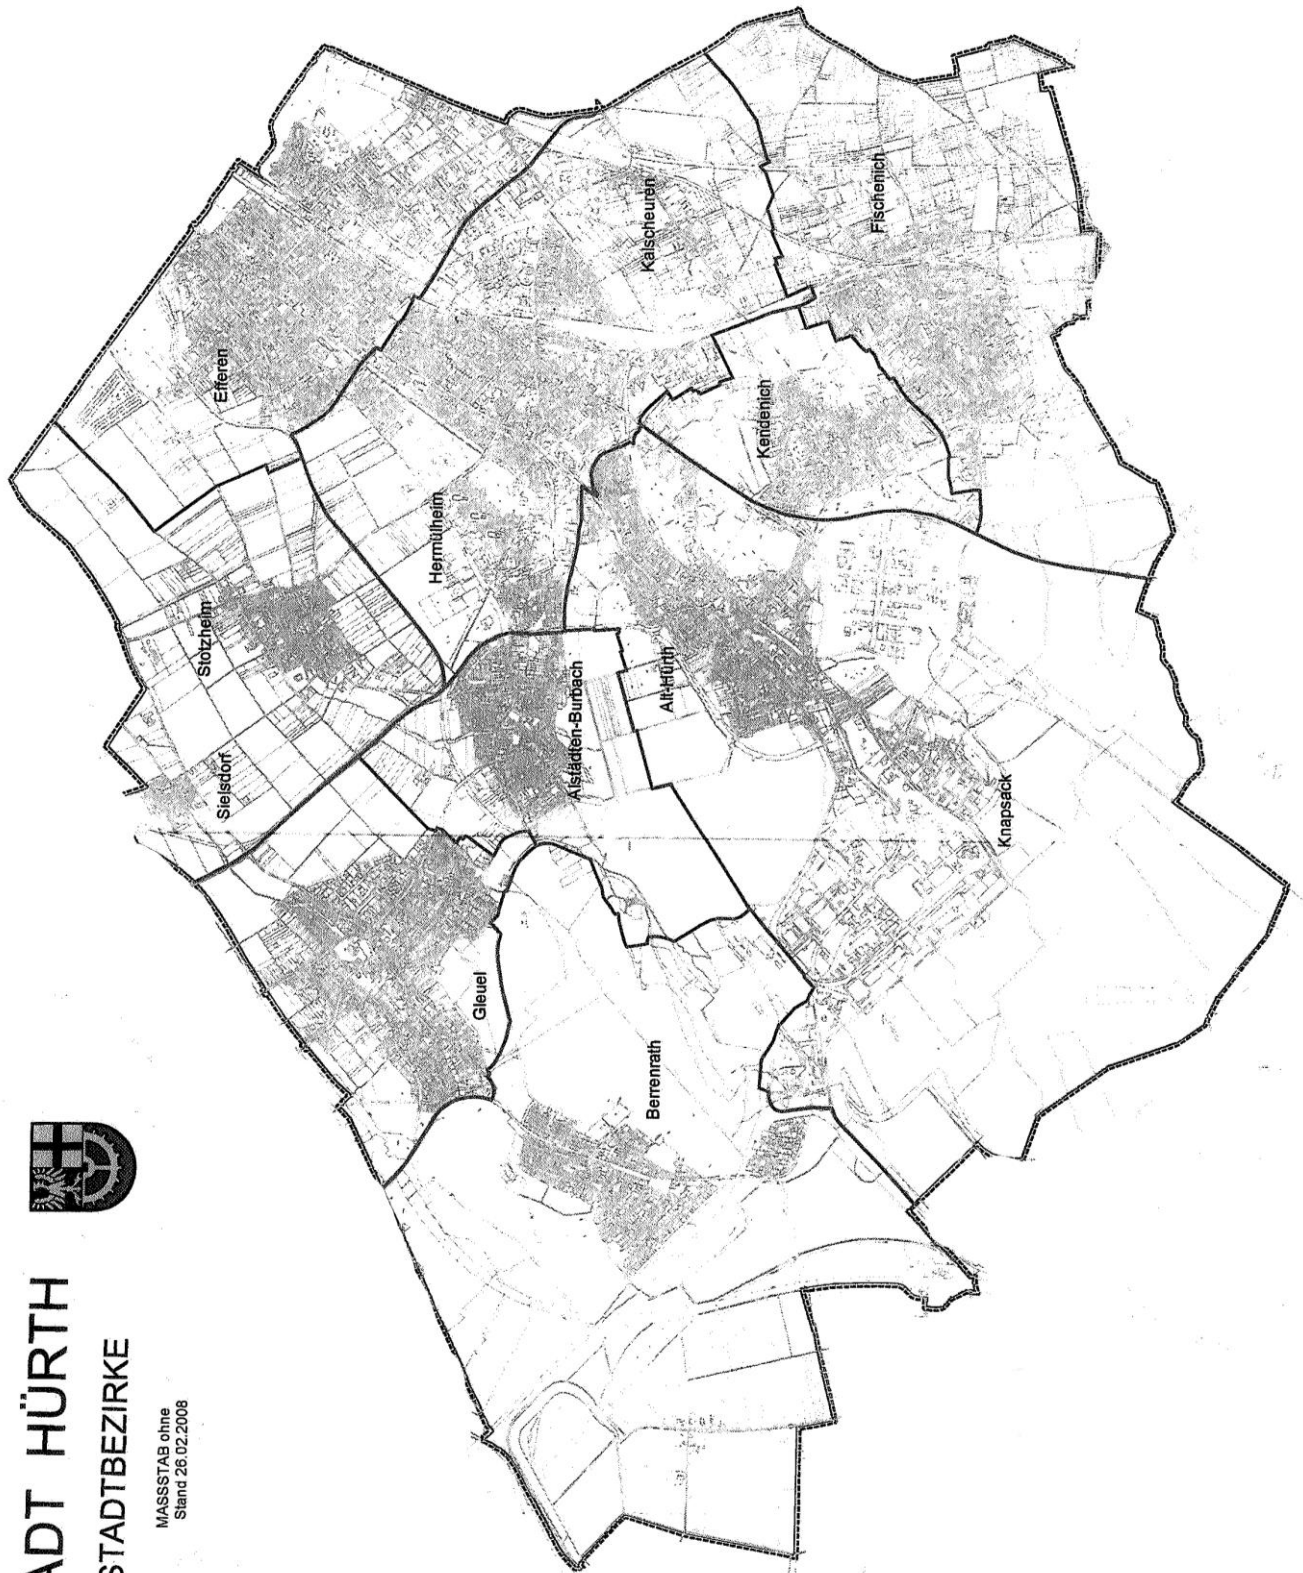 ADT HÜRTH
STADTBEZIRKE
MASSSTAB ohne
Stand 26.02.2008
Stotzheim
Sielsdorf
Efferen
Hermülheim
Gleuel
Alstädten-Burbach
Kalscheuren
Berrenrath
Alt-Hürth
Kendenich
Fischenich
Knapsack